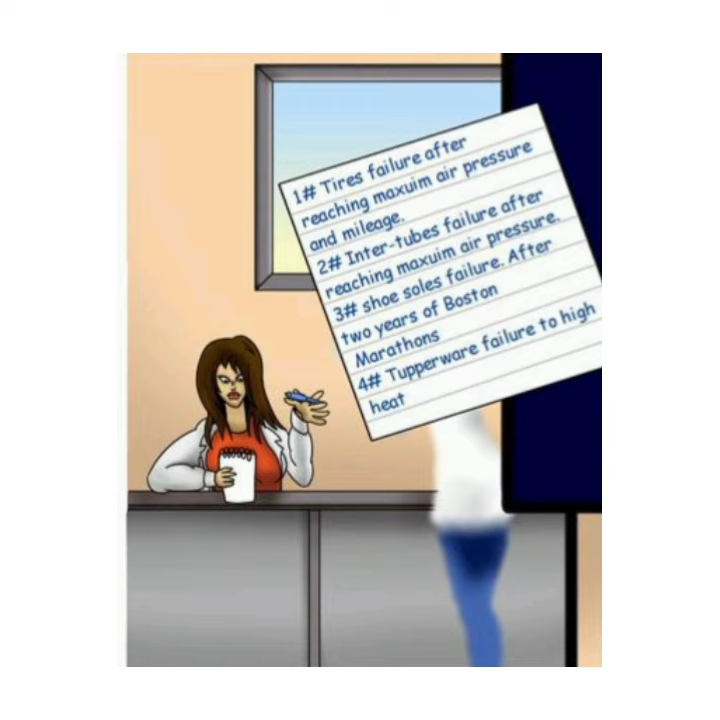 1# Tires failure after
reaching maxuim air pressure
and mileage.
2# Inter-tubes failure after
reaching maxuim air pressure.
3# shoe soles failure. After
two years of Boston
Marathons
4# Tupperware failure to high
heat